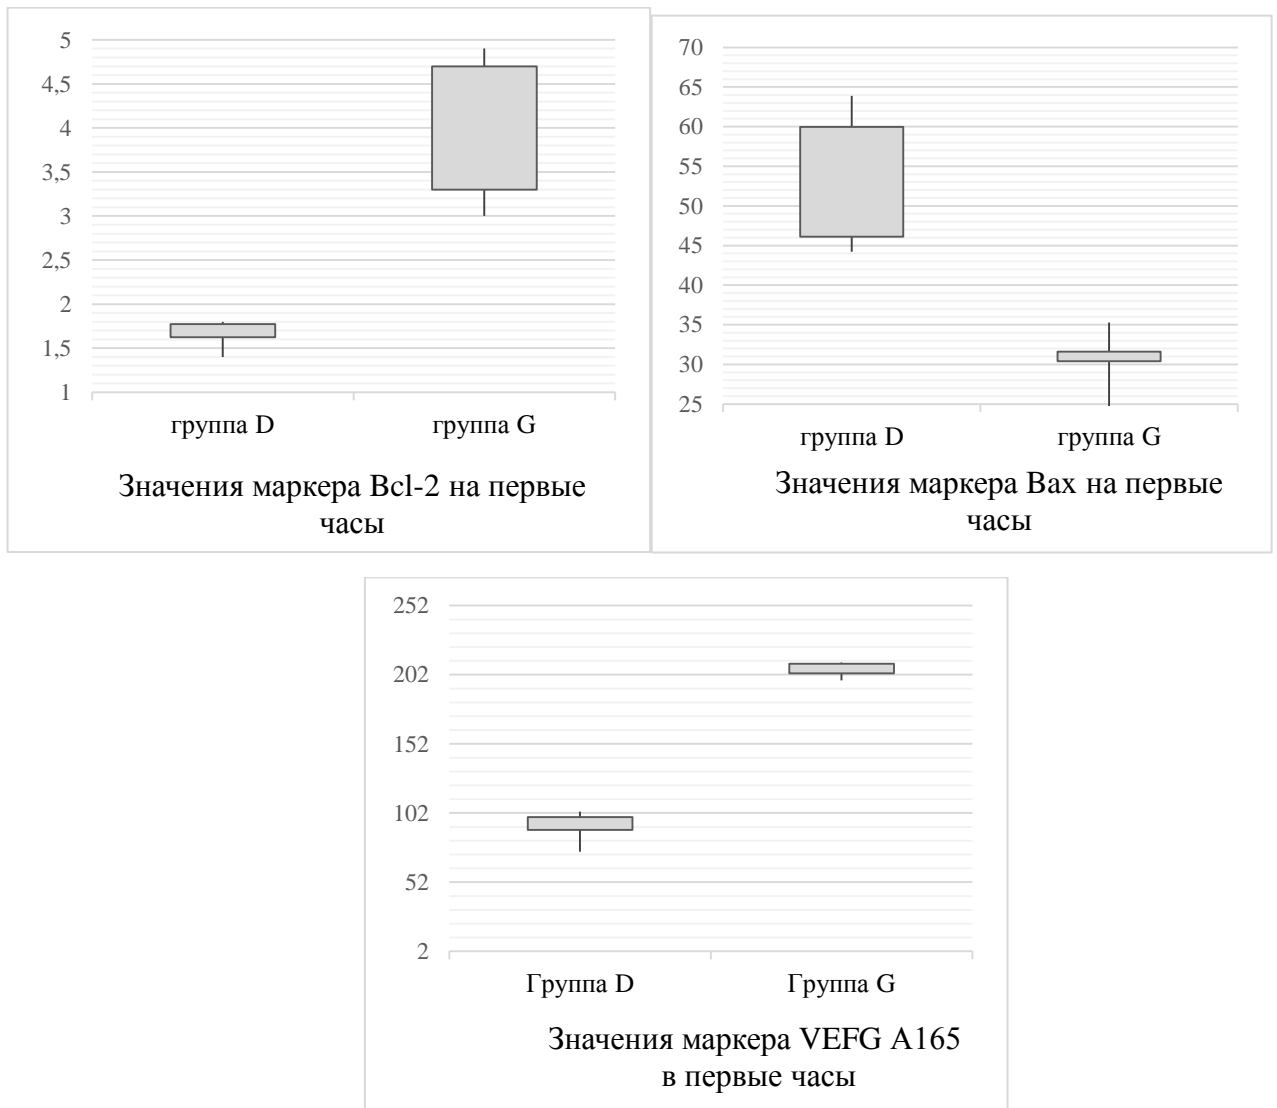 5
4,5
4
3,5
3
2,5
2
1,5
1
группа D группа G
Значения маркера Bcl-2 на первые
часы
70
65
60
55
50
45
40
35
30
25
группа D группа G
Значения маркера Bax на первые
часы
252
202
152
102
52
2
Группа D Группа G
Значения маркера VEFG A165
в первые часы